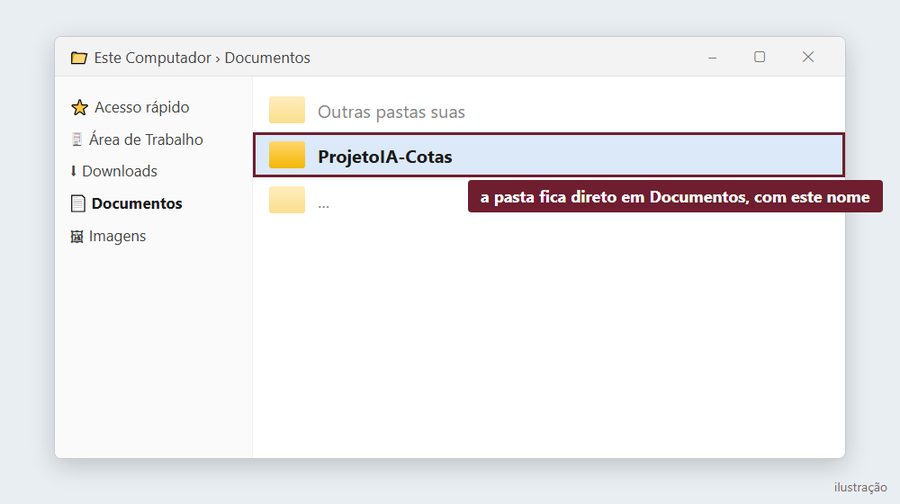 Este Computador › Documentos
Acesso rápido
Área de Trabalho
Downloads
Documentos
Imagens
Outras pastas suas
ProjetoIA-Cotas
a pasta fica direto em Documentos, com este nome
...
ilustração